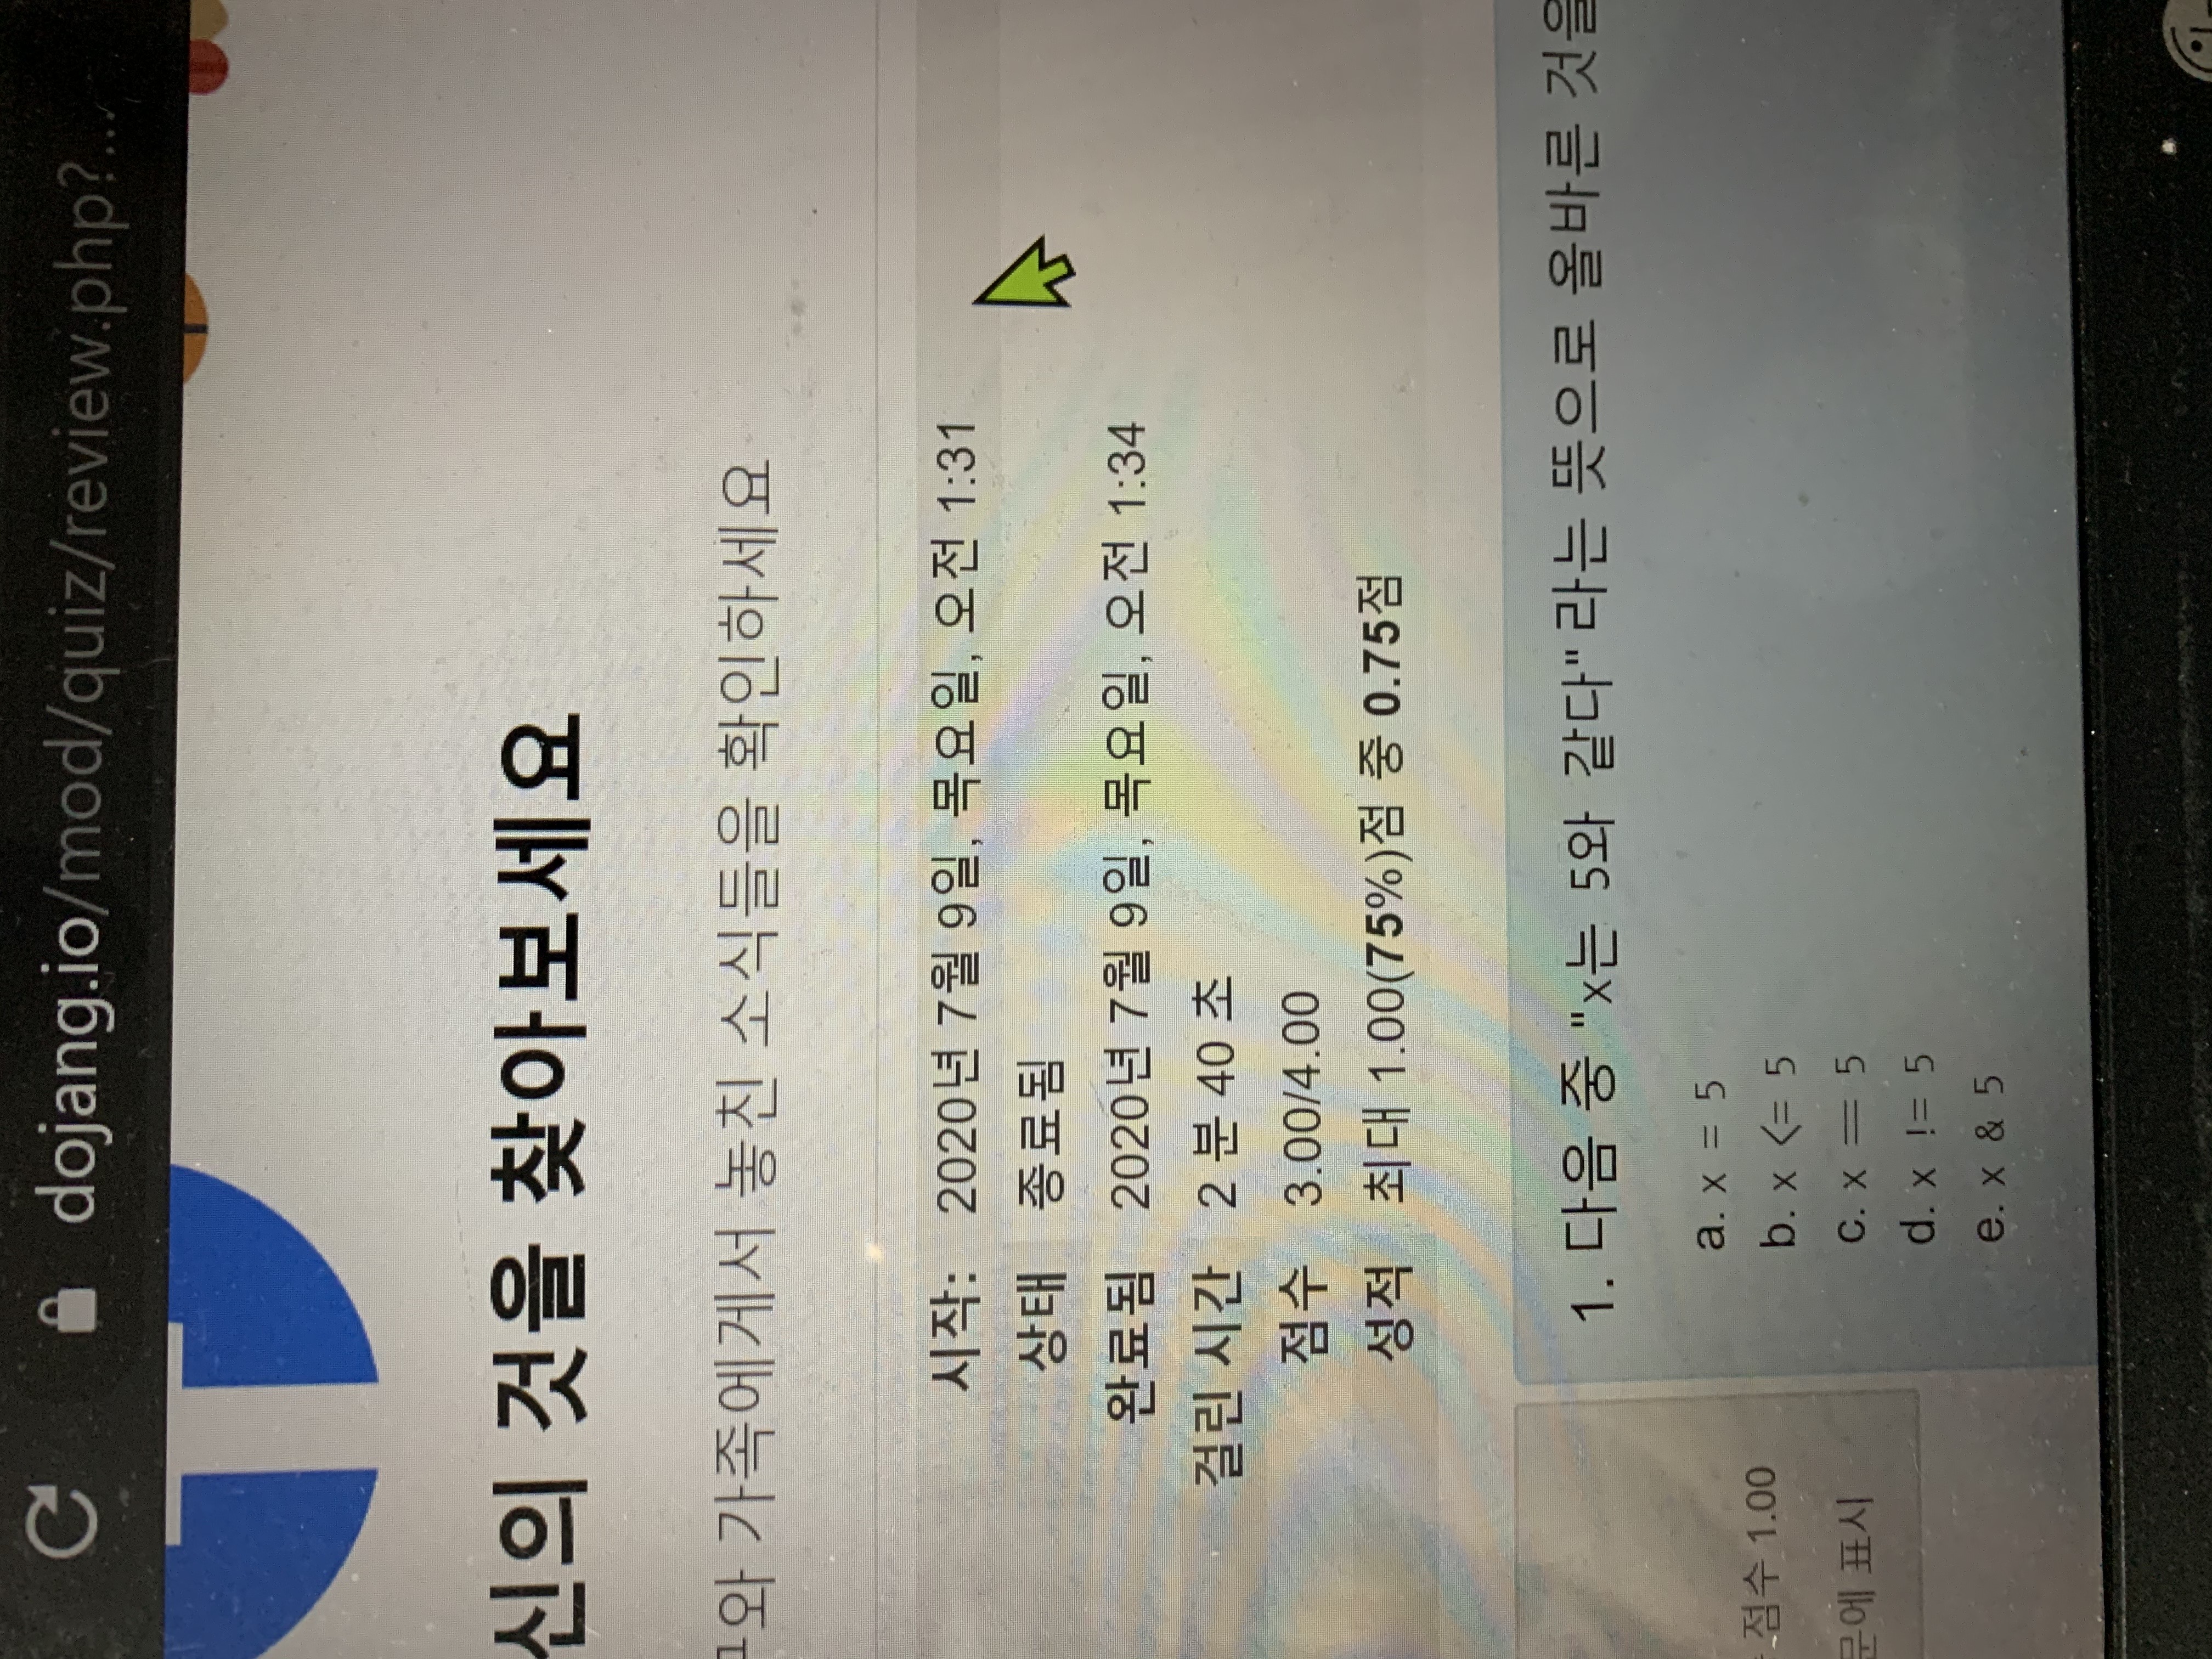 dojang.io/mod/quiz/review.php?...
신의 것을 찾아보세요
와 가족에게서 놓친 소식들을 확인하세요
시작: 2020년 7월 9일, 목요일, 오전 1:31
상태 종료됨
완료됨 2020년 7월 9일, 목요일, 오전 1:34
걸린 시간 2 분 40 초
점수 3.00/4.00
성적 최대 1.00(75%)점 중 0.75점
점수 1.00
문에 표시
1. 다음 중 "x는 5와 같다" 라는 뜻으로 올바른 것을
a. x = 5
b. x <= 5
c. x == 5
d. x != 5
e. x & 5